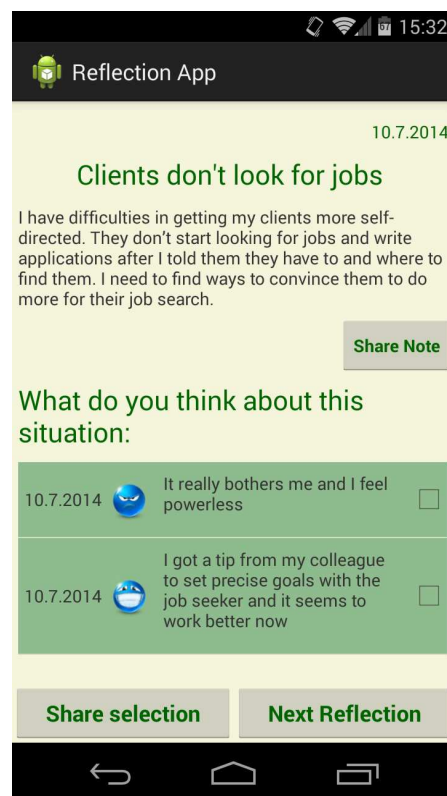 67 15:32
Reflection App
10.7.2014
Clients don't look for jobs
I have difficulties in getting my clients more self-
directed. They don’t start looking for jobs and write
applications after I told them they have to and where to
find them. I need to find ways to convince them to do
more for their job search.
Share Note
What do you think about this
situation:
10.7.2014 It really bothers me and I feel
powerless
10.7.2014 I got a tip from my colleague
to set precise goals with the
job seeker and it seems to
work better now
Share selection Next Reflection